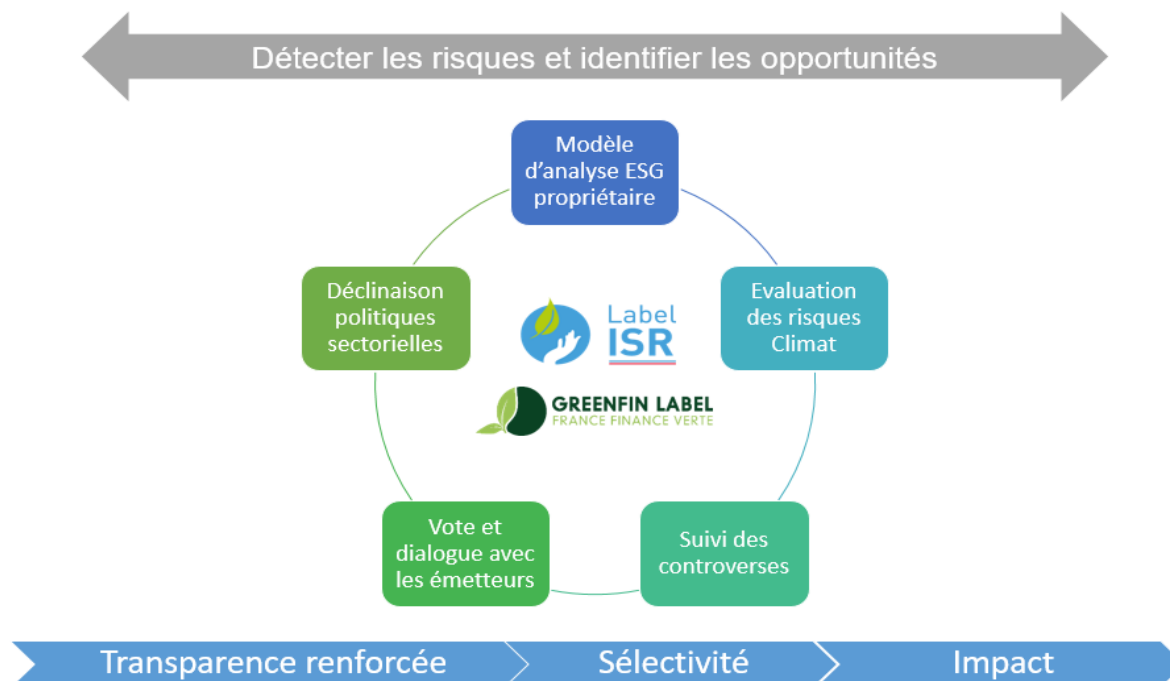 Détecter les risques et identifier les opportunités
Modèle
d'analyse ESG
propriétaire
Déclinaison
politiques
sectorielles
Label
ISR
Evaluation
des risques
Climat
GREENFIN LABEL
FRANCE FINANCE VERTE
Vote et
dialogue avec
les émetteurs
Suivi des
controverses
Transparence renforcée
Sélectivité
Impact